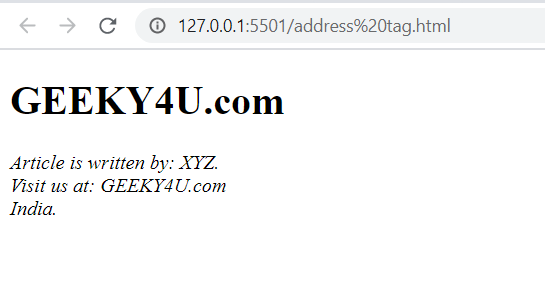 127.0.0.1:5501/address%20tag.html
GEEKY4U.com
Article is written by: XYZ.
Visit us at: GEEKY4U.com
India.